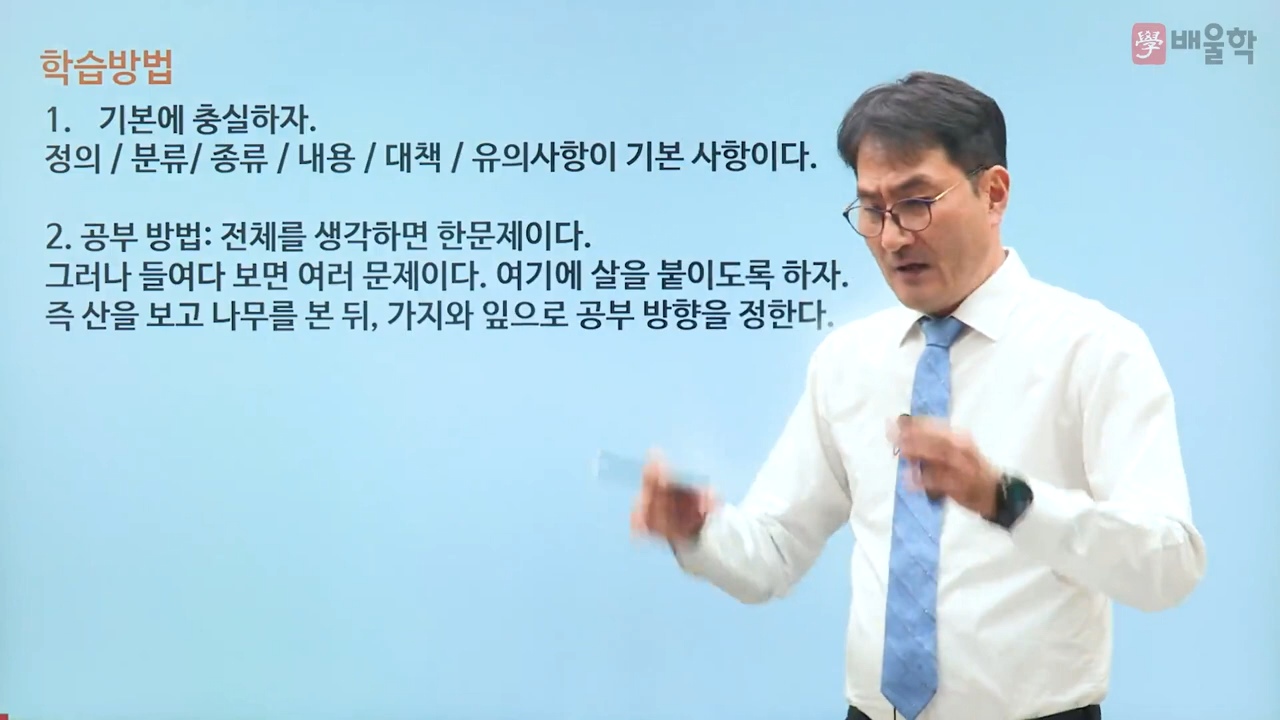 學 배울학
학습방법
1. 기본에 충실하자.
정의 / 분류/ 종류 / 내용 / 대책 / 유의사항이 기본 사항이다.
2. 공부 방법: 전체를 생각하면 한문제이다.
그러나 들여다 보면 여러 문제이다. 여기에 살을 붙이도록 하자.
즉 산을 보고 나무를 본 뒤, 가지와 잎으로 공부 방향을 정한다.